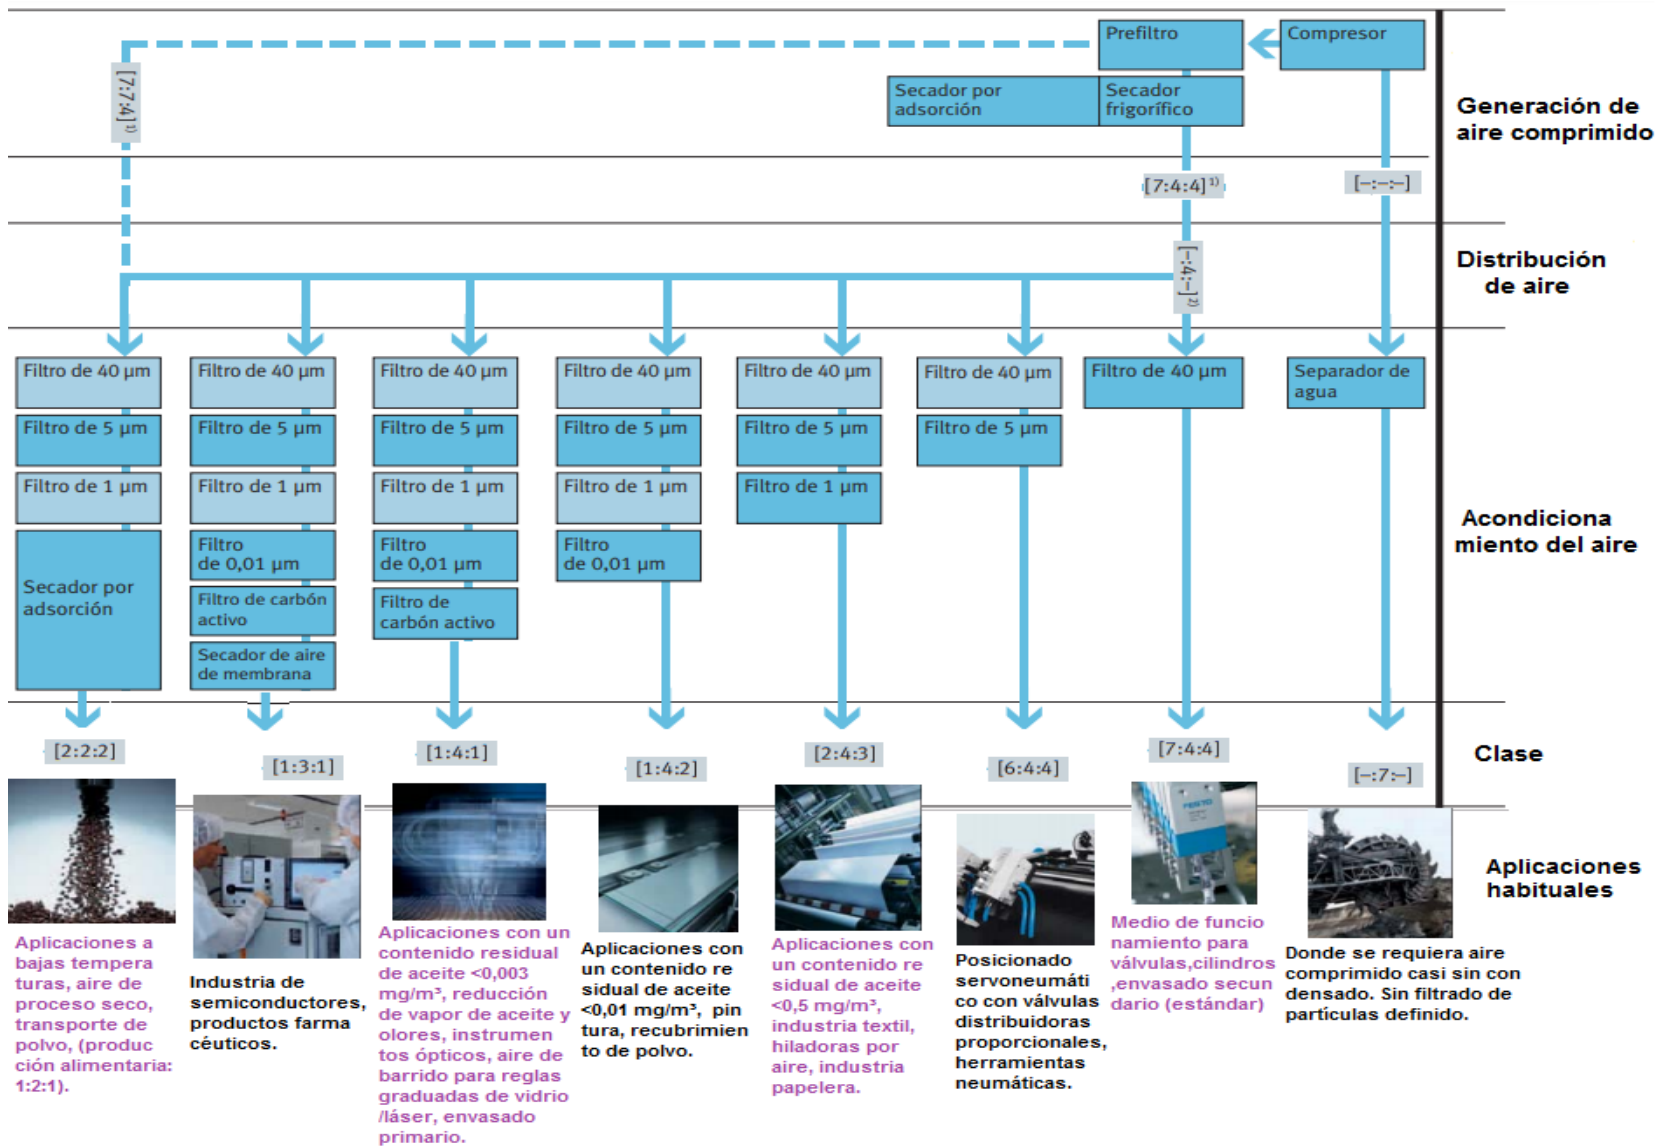 Prefiltro
Compresor
[7:7:4]¹⁾
Secador por
adsorción
Secador
frigorífico
Generación de
aire comprimido
[7:4:4]¹⁾
[–:–:–]
[–:4:–]²⁾
Distribución
de aire
Filtro de 40 µm
Filtro de 5 µm
Filtro de 1 µm
Secador por
adsorción
Filtro de 40 µm
Filtro de 5 µm
Filtro de 1 µm
Filtro
de 0,01 µm
Filtro de carbón
activo
Secador de aire
de membrana
Filtro de 40 µm
Filtro de 5 µm
Filtro de 1 µm
Filtro
de 0,01 µm
Filtro de
carbón activo
Filtro de 40 µm
Filtro de 5 µm
Filtro de 1 µm
Filtro
de 0,01 µm
Filtro de 40 µm
Filtro de 5 µm
Filtro de 1 µm
Filtro de 40 µm
Filtro de 5 µm
Filtro de 40 µm
Separador de
agua
Acondiciona
miento del aire
[2:2:2]
[1:3:1]
[1:4:1]
[1:4:2]
[2:4:3]
[6:4:4]
[7:4:4]
[–:7:–]
Clase
FESTO
Aplicaciones
habituales
Aplicaciones a
bajas tempera
turas, aire de
proceso seco,
transporte de
polvo, (produc
ción alimentaria:
1:2:1).
Industria de
semiconductores,
productos farma
céuticos.
Aplicaciones con un
contenido residual
de aceite <0,003
mg/m³, reducción
de vapor de aceite y
olores, instrumen
tos ópticos, aire de
barrido para reglas
graduadas de vidrio
/láser, envasado
primario.
Aplicaciones con
un contenido re
sidual de aceite
<0,01 mg/m³, pin
tura, recubrimien
to de polvo.
Aplicaciones con
un contenido re
sidual de aceite
<0,5 mg/m³,
industria textil,
hiladoras por
aire, industria
papelera.
Posicionado
servoneumáti
co con válvulas
distribuidoras
proporcionales,
herramientas
neumáticas.
Medio de funcio
namiento para
válvulas,cilindros
,envasado secun
dario (estándar)
Donde se requiera aire
comprimido casi sin con
densado. Sin filtrado de
partículas definido.